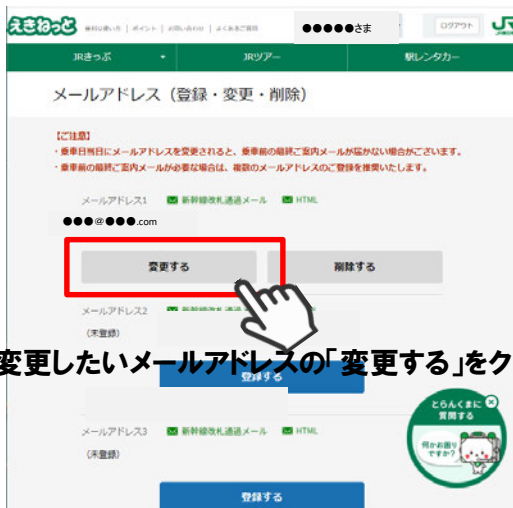 えきねっと
●●●●●さま
ログアウト
JRきっぷ
JRツアー
駅レンタカー
メールアドレス（登録・変更・削除）
【ご注意】
・乗車日当日にメールアドレスを変更されると、乗車前の最終ご案内メールが届かない場合がございます。
・乗車前の最終ご案内メールが必要な場合は、複数のメールアドレスのご登録を推奨いたします。
メールアドレス1 新幹線改札通過メール HTML
●●●@●●●.com
変更する 削除する
メールアドレス2
（未登録）
変更したいメールアドレスの「変更する」をク
登録する
とらんくまに
質問する
何かお困り
ですか?
メールアドレス3 新幹線改札通過メール HTML
（未登録）
登録する